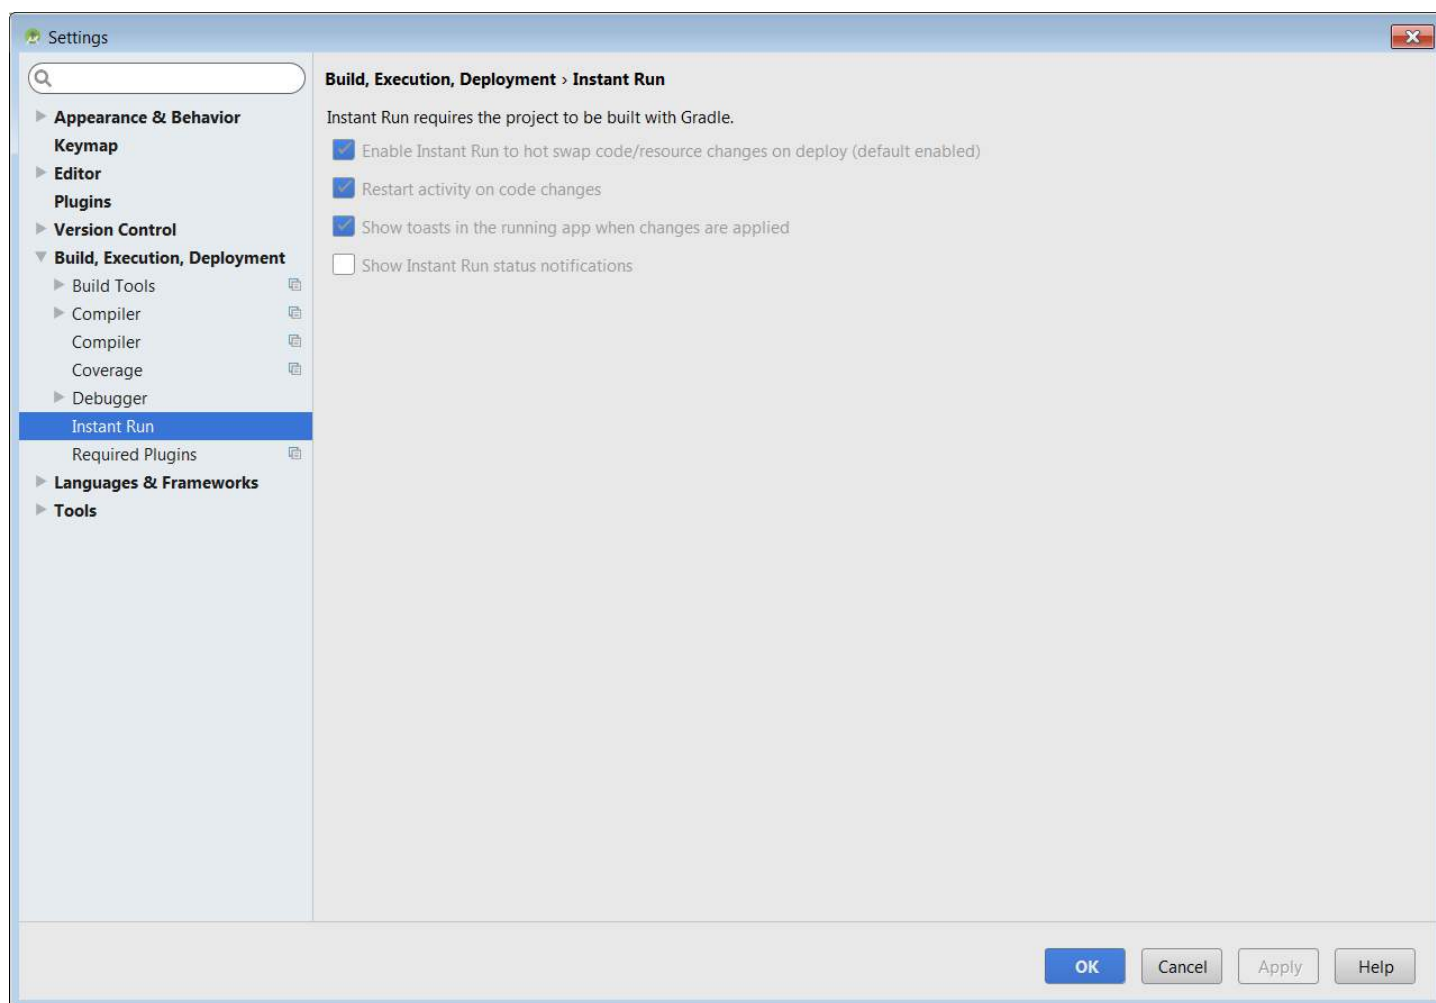 Settings
Appearance & Behavior
Keymap
Editor
Plugins
Version Control
Build, Execution, Deployment
Build Tools
Compiler
Compiler
Coverage
Debugger
Instant Run
Required Plugins
Languages & Frameworks
Tools
Build, Execution, Deployment › Instant Run
Instant Run requires the project to be built with Gradle.
Enable Instant Run to hot swap code/resource changes on deploy (default enabled)
Restart activity on code changes
Show toasts in the running app when changes are applied
Show Instant Run status notifications
OK Cancel Apply Help